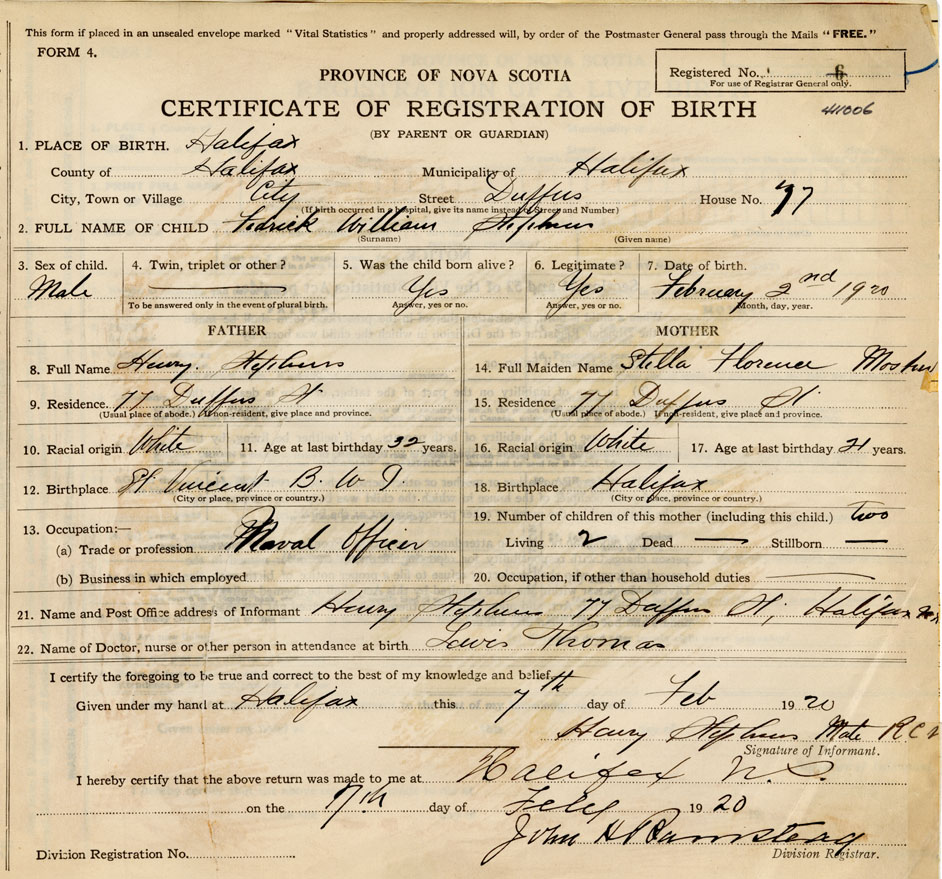 This form if placed in an unsealed envelope marked "Vital Statistics" and properly addressed will, by order of the Postmaster General pass through the Mails "FREE."
FORM 4.
PROVINCE OF NOVA SCOTIA
Registered No. 6
For use of Registrar General only.
CERTIFICATE OF REGISTRATION OF BIRTH
(BY PARENT OR GUARDIAN)
1. PLACE OF BIRTH. Halifax
County of Halifax Municipality of Halifax
City, Town or Village City Street Duffus House No. 77
(If birth occurred in a hospital, give its name instead of Street and Number)
2. FULL NAME OF CHILD William Stephens
(Surname) (Given name)
3. Sex of child. 4. Twin, triplet or other? 5. Was the child born alive? 6. Legitimate? 7. Date of birth.
Male Yes Yes February 2nd 1920
To be answered only in the event of plural birth. Answer, yes or no. Answer, yes or no. Month, day, year.
FATHER MOTHER
8. Full Name Henry Stephens 14. Full Maiden Name Stella Florence
9. Residence. 77 Duffus St 15. Residence 77 Duffus St.
(Usual place of abode.) If non-resident, give place and province. (Usual place of abode.) If non-resident, give place and province.
10. Racial origin White 11. Age at last birthday 32 years. 16. Racial origin White 17. Age at last birthday 21 years.
12. Birthplace St Vincent B. W. I. 18. Birthplace Halifax
(City or place, province or country.) (City or place, province or country.)
13. Occupation:— 19. Number of children of this mother (including this child.) two
(a) Trade or profession Naval Officer Living 2 Dead — Stillborn —
(b) Business in which employed 20. Occupation, if other than household duties
21. Name and Post Office address of Informant Henry Stephens 77 Duffus St, Halifax
22. Name of Doctor, nurse or other person in attendance at birth Lewis Thomas
I certify the foregoing to be true and correct to the best of my knowledge and belief.
Given under my hand at Halifax this 7th day of Feb 1920
Henry Stephens Mate
Signature of Informant.
I hereby certify that the above return was made to me at Halifax N.S.
on the 7th day of Feby 1920
John H
Division Registration No. Division Registrar.